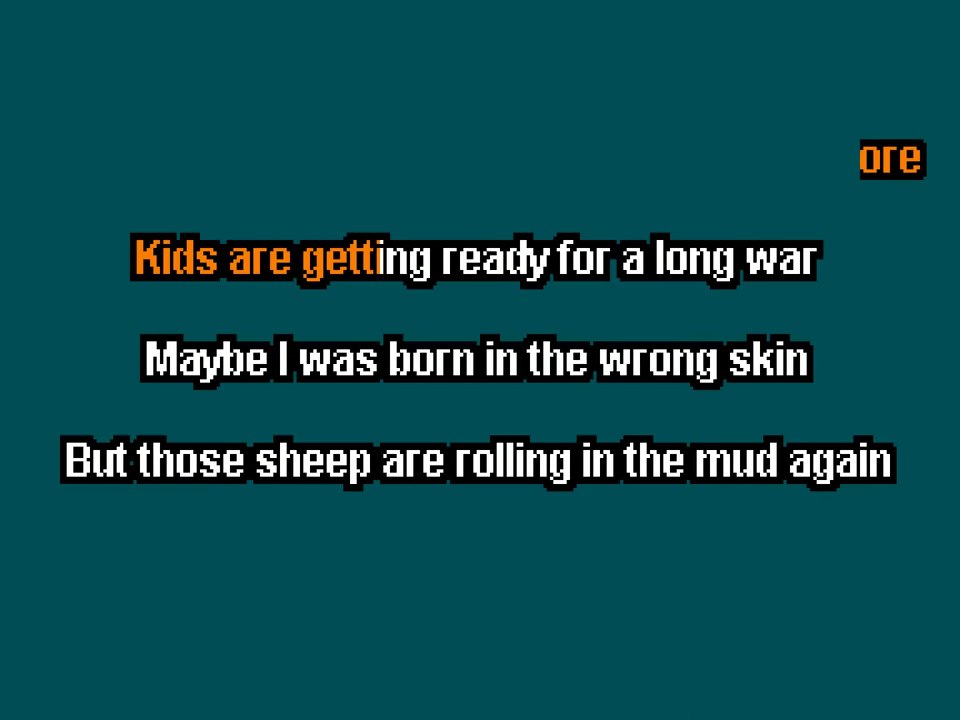 ore
Kids are getting ready for a long war
Maybe I was born in the wrong skin
But those sheep are rolling in the mud again